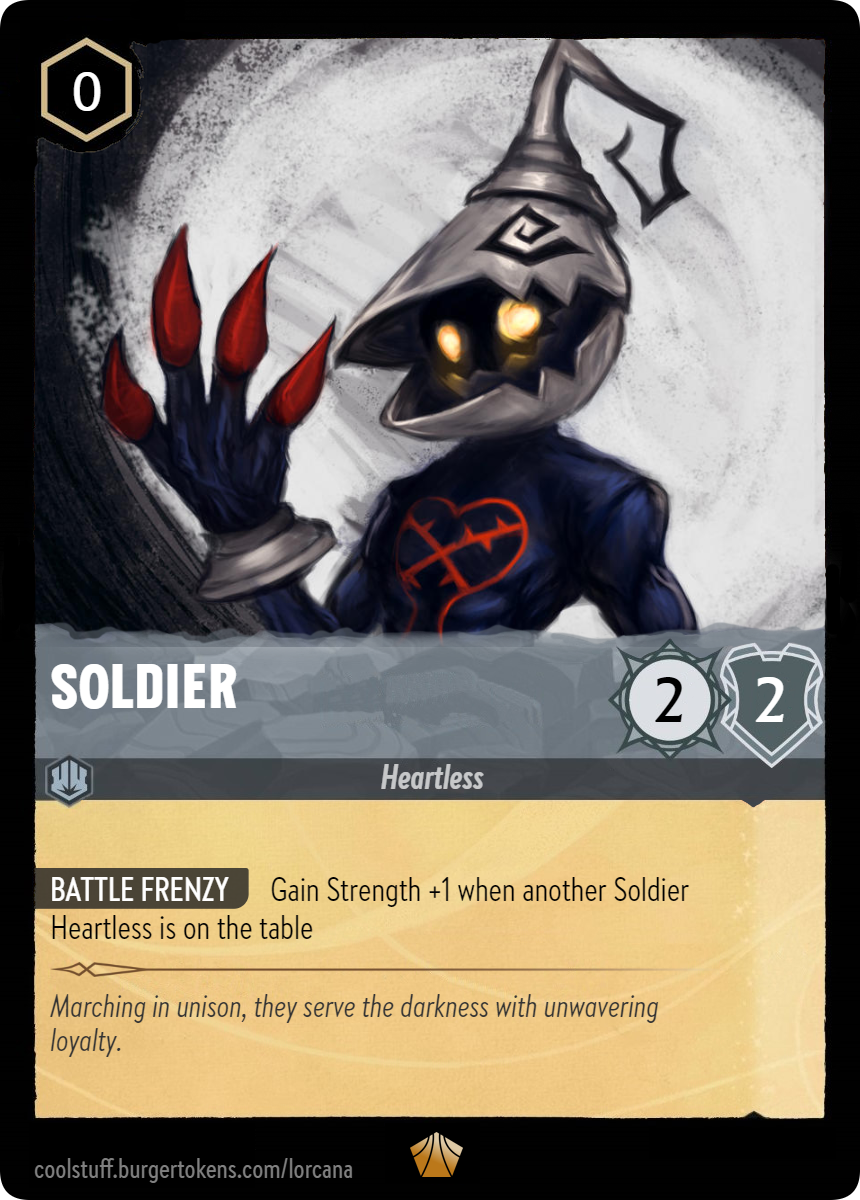 0
SOLDIER
2
2
Heartless
BATTLE FRENZY Gain Strength +1 when another Soldier
Heartless is on the table
Marching in unison, they serve the darkness with unwavering
loyalty.
coolstuff.burgertokens.com/lorcana